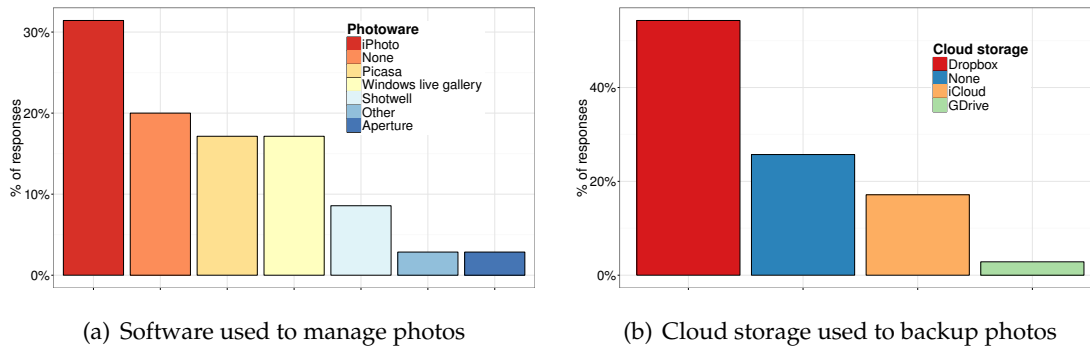 % of responses
30%
20%
10%
0%
Photoware
iPhoto
None
Picasa
Windows live gallery
Shotwell
Other
Aperture
(a) Software used to manage photos
% of responses
40%
20%
0%
Cloud storage
Dropbox
None
iCloud
GDrive
(b) Cloud storage used to backup photos